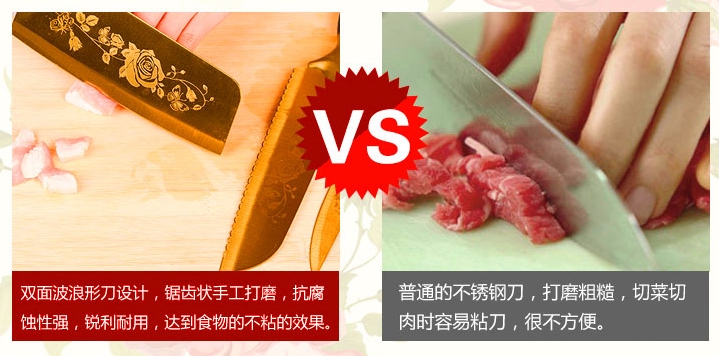 VS
双面波浪形刀设计，锯齿状手工打磨，抗腐
蚀性强，锐利耐用，达到食物的不粘的效果。
普通的不锈钢刀，打磨粗糙，切菜切
肉时容易粘刀，很不方便。